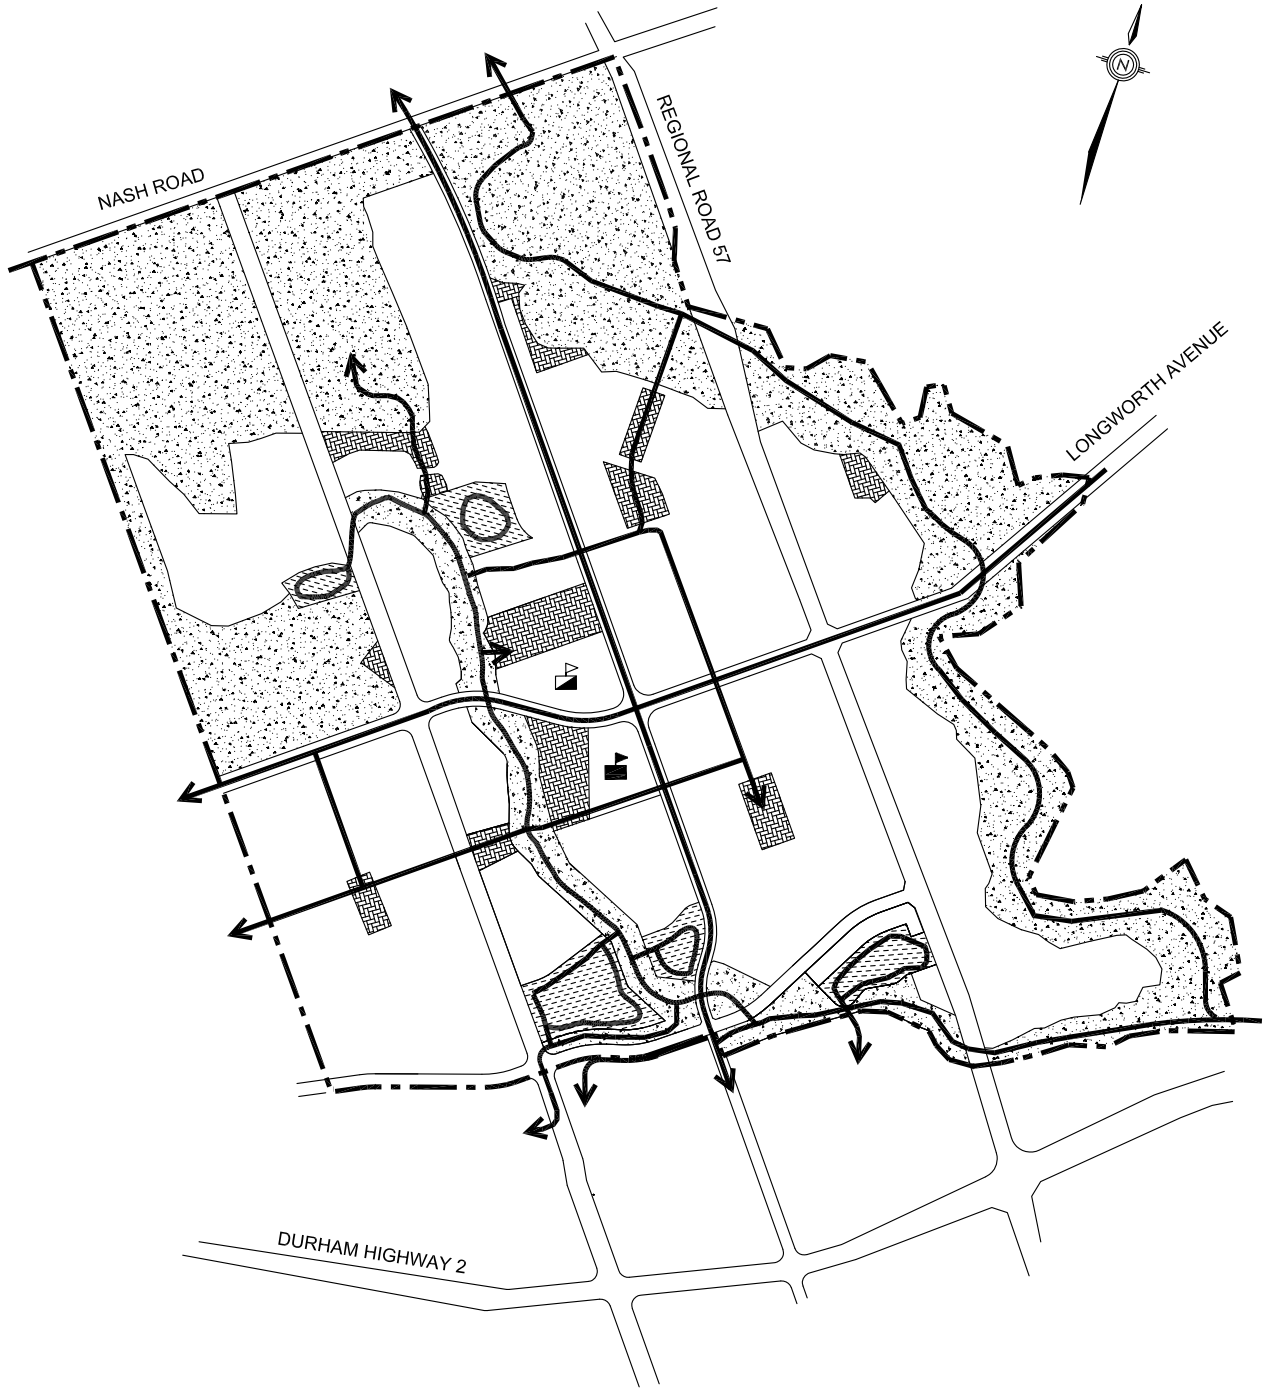 N
NASH ROAD
REGIONAL ROAD 57
LONGWORTH AVENUE
DURHAM HIGHWAY 2